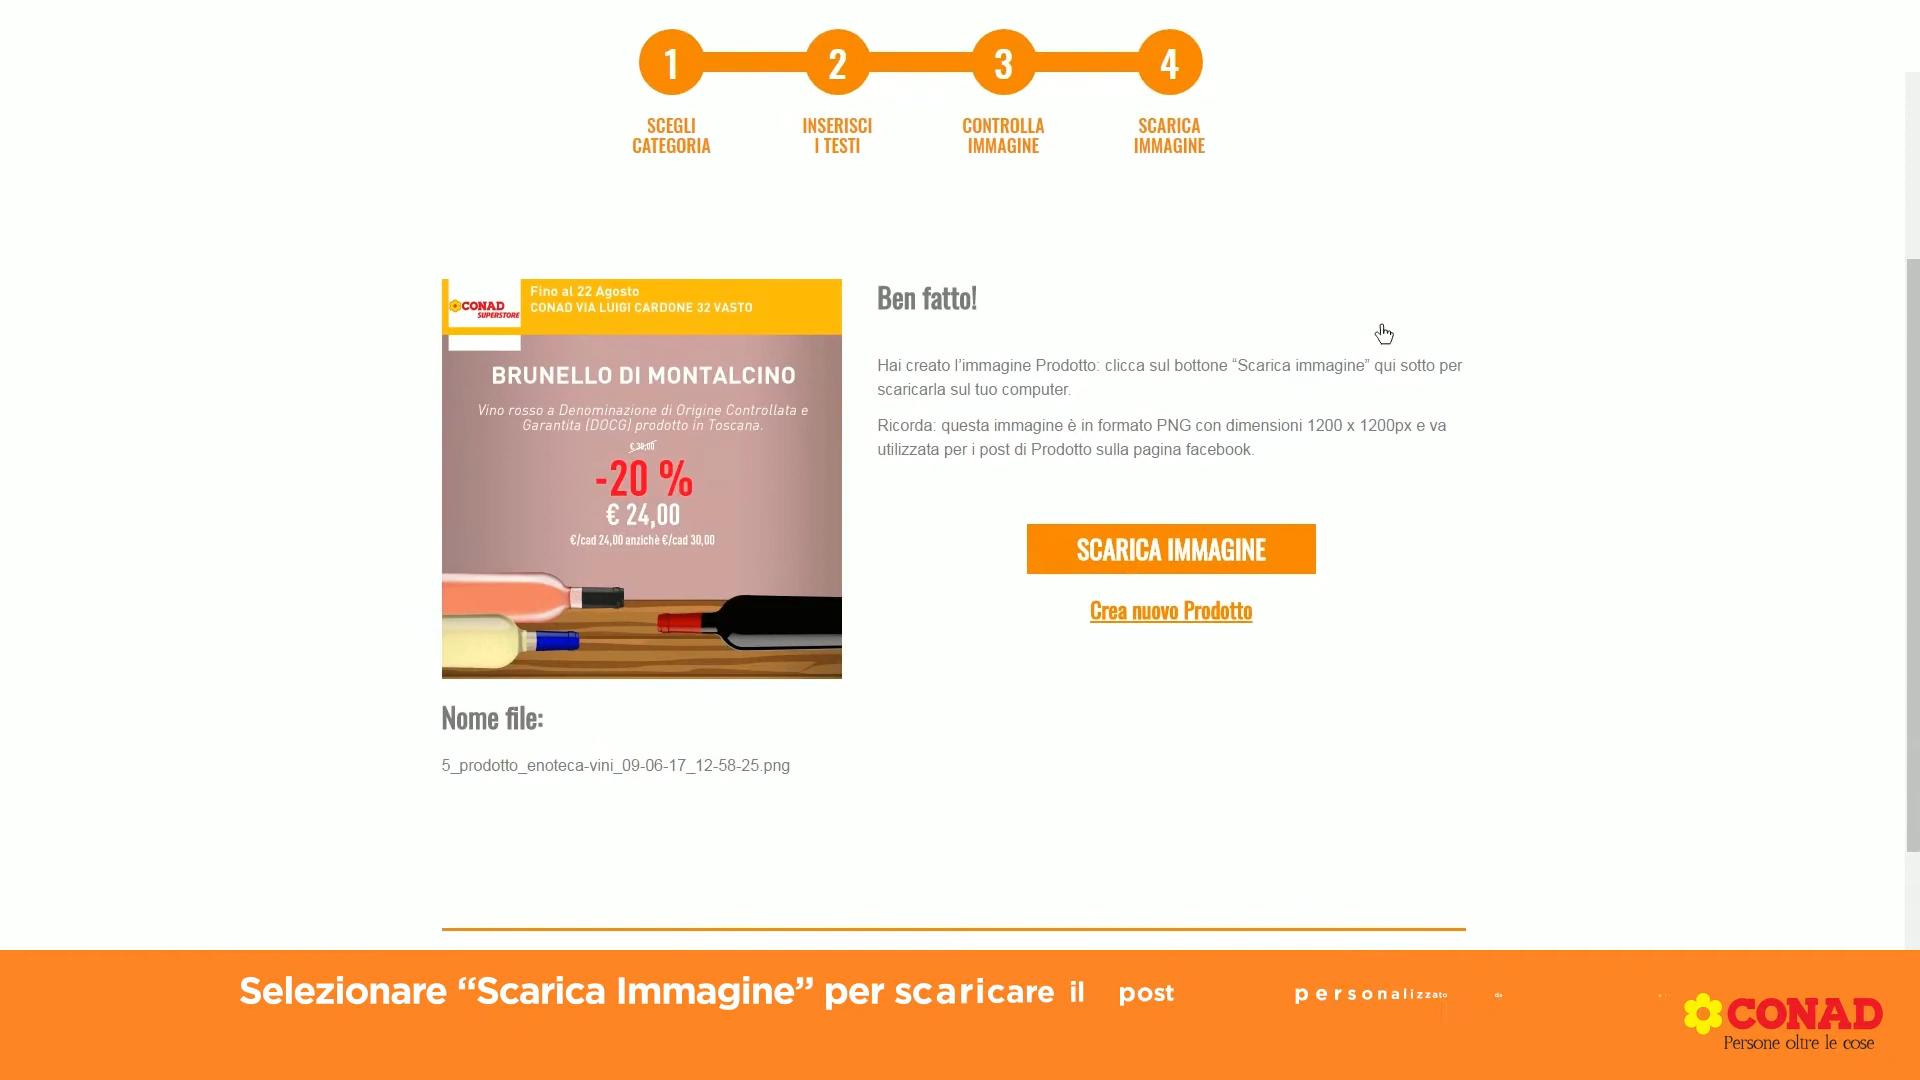 1 2 3 4
SCEGLI CATEGORIA
INSERISCI I TESTI
CONTROLLA IMMAGINE
SCARICA IMMAGINE
CONAD
SUPERSTORE
Fino al 22 Agosto
CONAD VIA LUIGI CARDONE 32 VASTO
BRUNELLO DI MONTALCINO
Vino rosso a Denominazione di Origine Controllata e
Garantita (DOCG) prodotto in Toscana.
€ 30,00
-20 %
€ 24,00
€/cad 24,00 anzichè €/cad 30,00
Ben fatto!
Hai creato l’immagine Prodotto: clicca sul bottone “Scarica immagine” qui sotto per
scaricarla sul tuo computer.
Ricorda: questa immagine è in formato PNG con dimensioni 1200 x 1200px e va
utilizzata per i post di Prodotto sulla pagina facebook.
SCARICA IMMAGINE
Crea nuovo Prodotto
Nome file:
5_prodotto_enoteca-vini_09-06-17_12-58-25.png
Selezionare “Scarica Immagine” per scaricare il post personalizzato da
CONAD
Persone oltre le cose